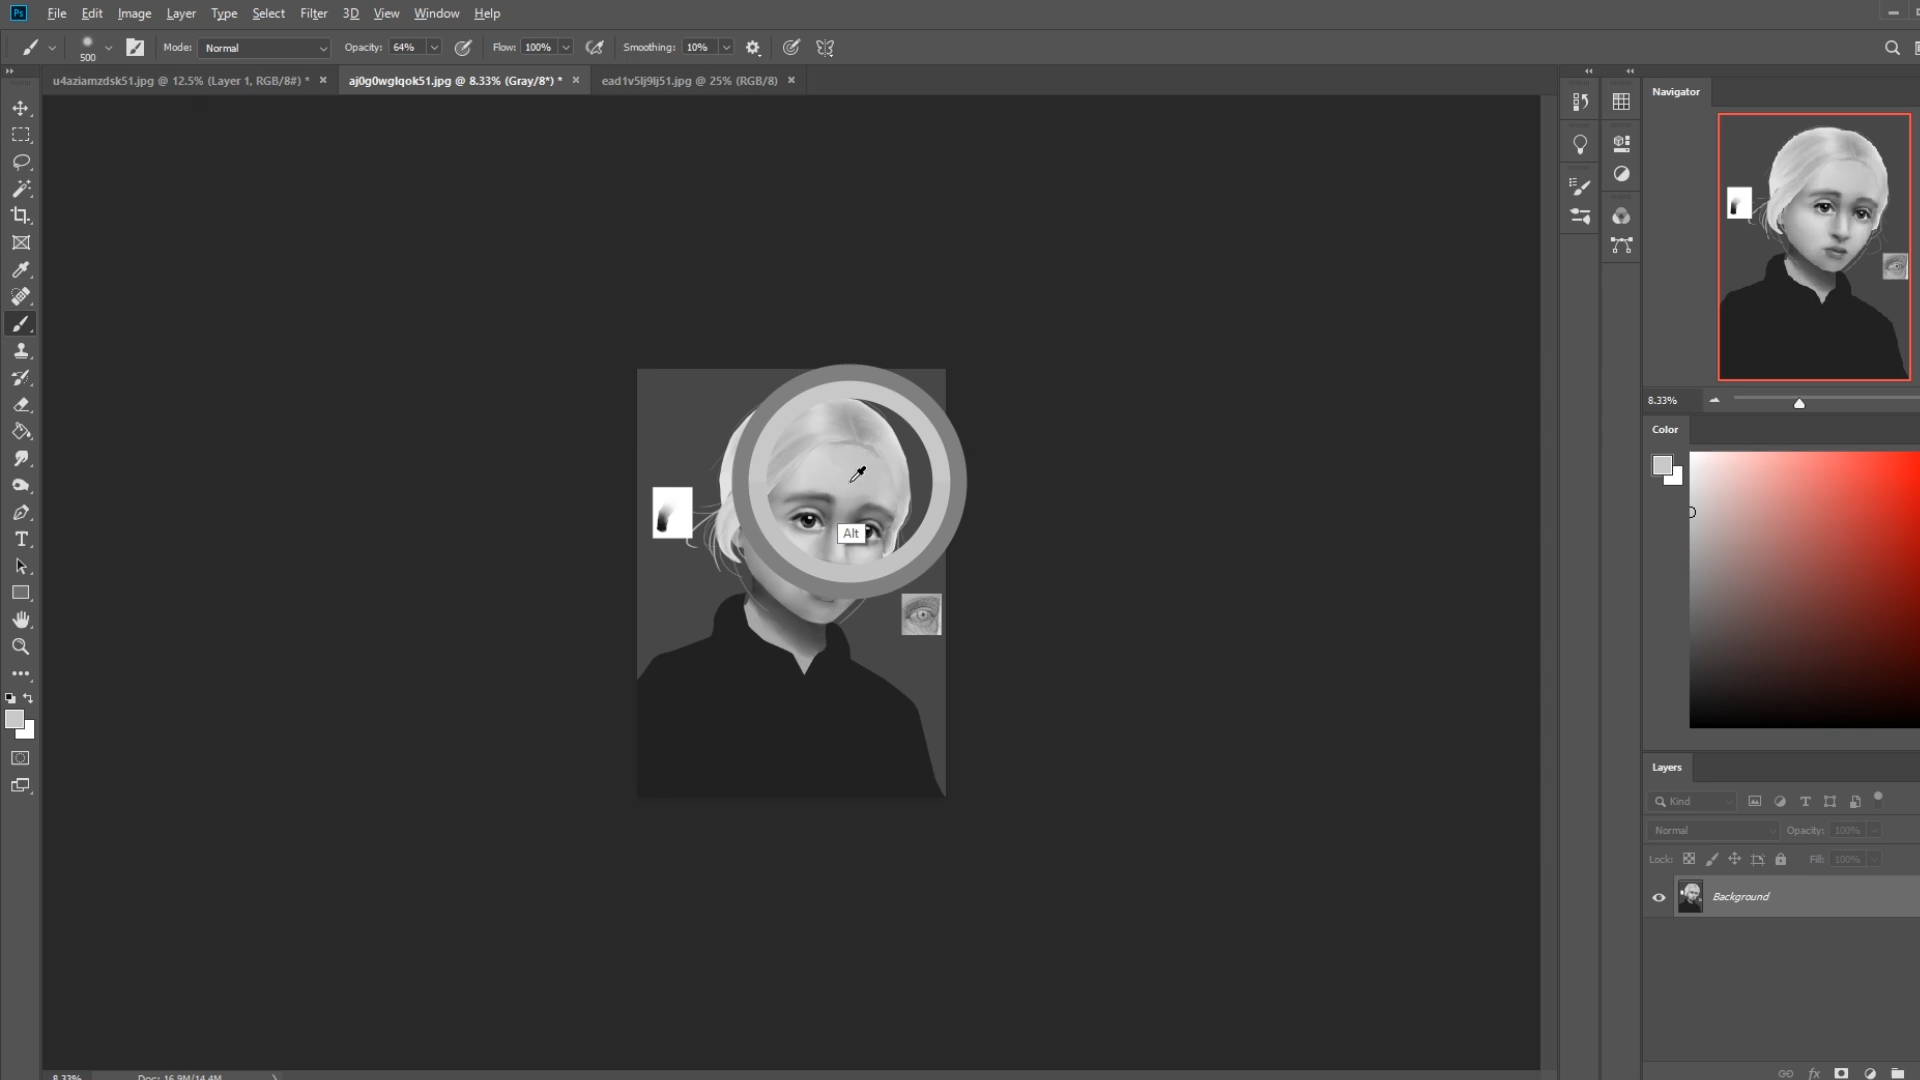 Ps File Edit Image Layer Type Select Filter 3D View Window Help
500 Mode: Normal Opacity: 64% Flow: 100% Smoothing: 10%
u4aziamzdsk51.jpg @ 12.5% (Layer 1, RGB/8#) * × aj0g0wglqok51.jpg @ 8.33% (Gray/8*) * × ead1v5lj9lj51.jpg @ 25% (RGB/8) ×
Navigator
8.33%
Color
Alt
Layers
Kind
Normal Opacity: 100%
Lock: Fill: 100%
Background
fx
8.33% Doc: 16.9M/14.4M